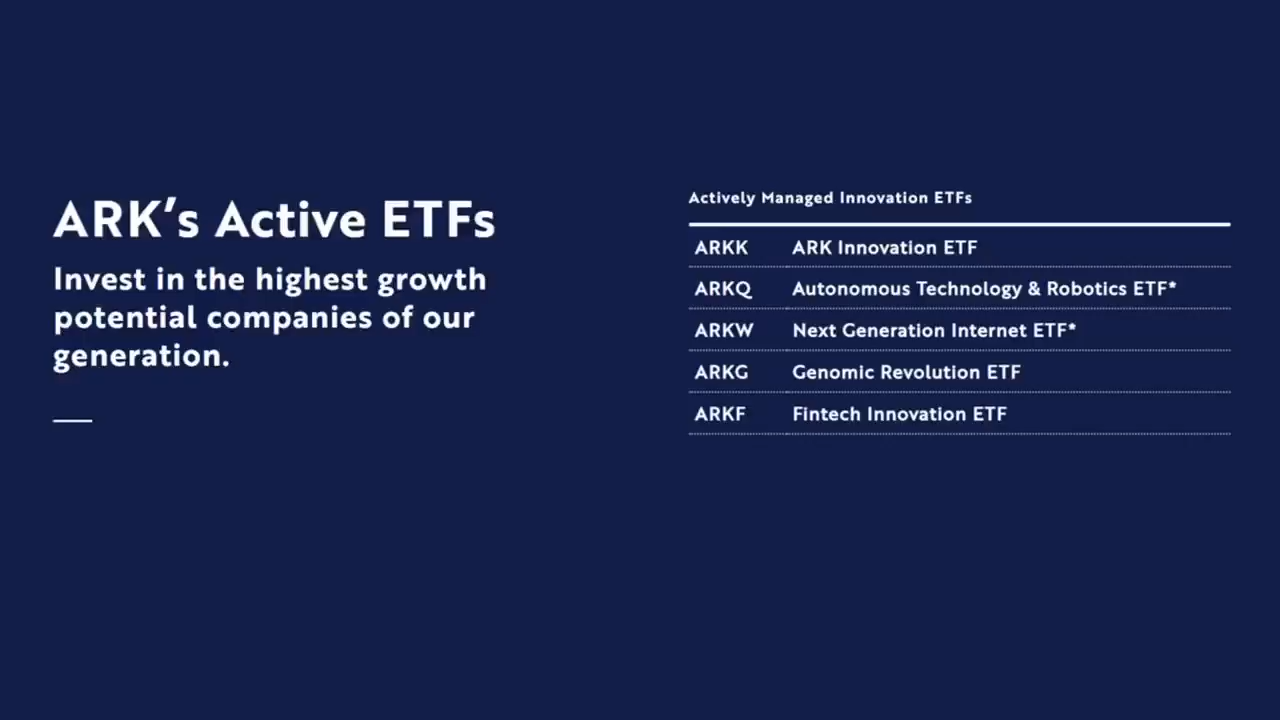 ARK’s Active ETFs
Invest in the highest growth
potential companies of our
generation.
Actively Managed Innovation ETFs
ARKK ARK Innovation ETF
ARKQ Autonomous Technology & Robotics ETF*
ARKW Next Generation Internet ETF*
ARKG Genomic Revolution ETF
ARKF Fintech Innovation ETF